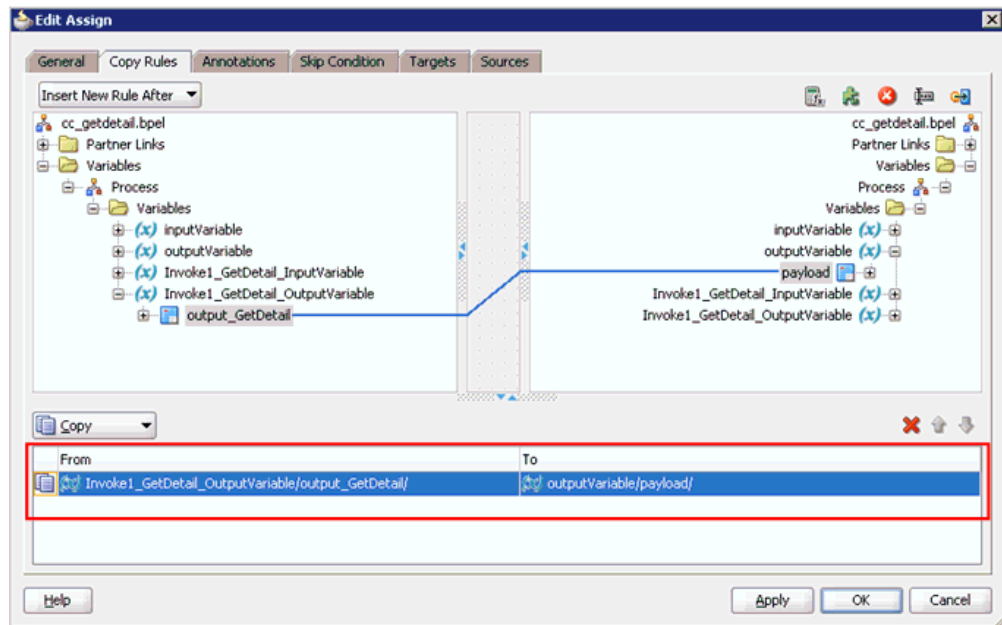 Edit Assign
General Copy Rules Annotations Skip Condition Targets Sources
Insert New Rule After
cc_getdetail.bpel
Partner Links
Variables
Process
Variables
(x) inputVariable
(x) outputVariable
(x) Invoke1_GetDetail_InputVariable
(x) Invoke1_GetDetail_OutputVariable
output_GetDetail
cc_getdetail.bpel
Partner Links
Variables
Process
Variables
inputVariable (x)
outputVariable (x)
payload
Invoke1_GetDetail_InputVariable (x)
Invoke1_GetDetail_OutputVariable (x)
Copy
From To
Invoke1_GetDetail_OutputVariable/output_GetDetail/ outputVariable/payload/
Help Apply OK Cancel